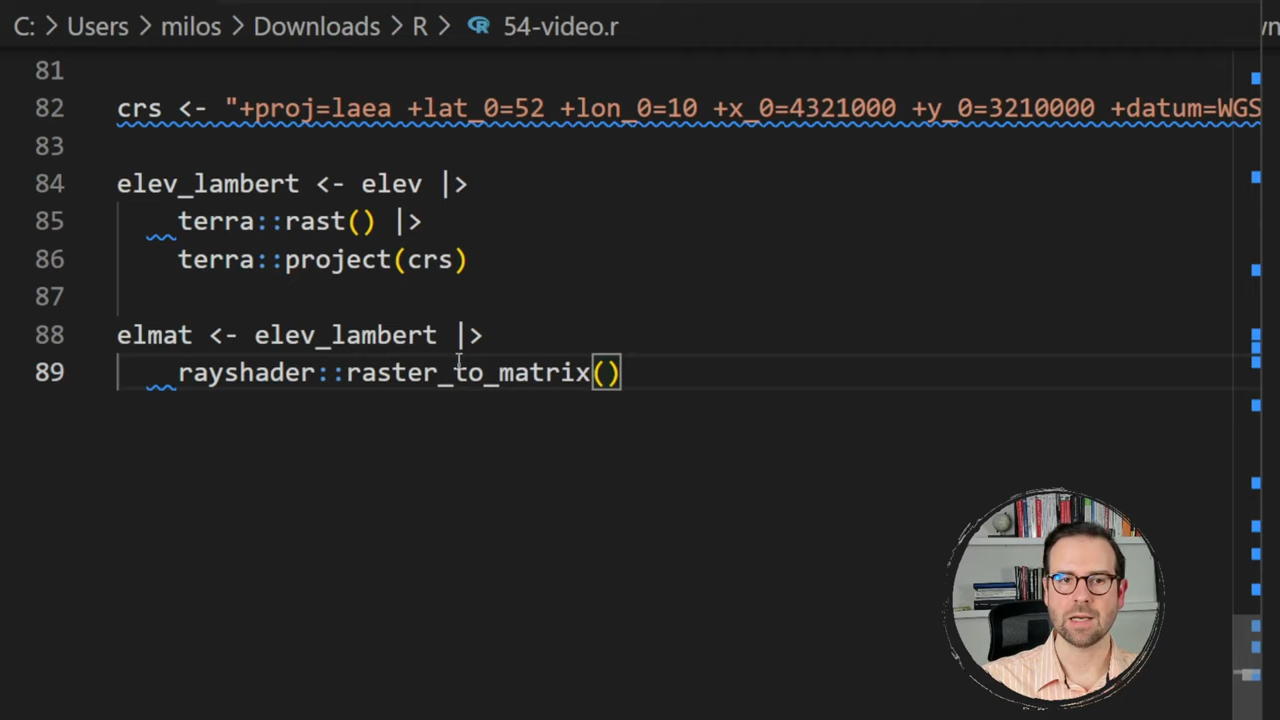 C: > Users > milos > Downloads > R > 54-video.r
81
82 crs <- "+proj=laea +lat_0=52 +lon_0=10 +x_0=4321000 +y_0=3210000 +datum=WGS
83
84 elev_lambert <- elev |>
85 terra::rast() |>
86 terra::project(crs)
87
88 elmat <- elev_lambert |>
89 rayshader::raster_to_matrix()